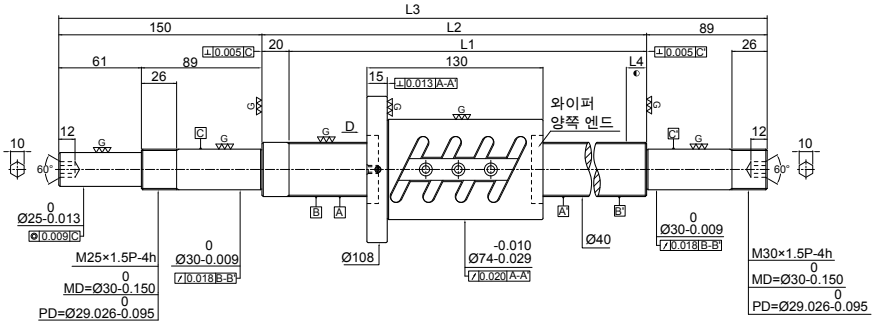 L3
150
L2
89
⊥ 0.005 C
20
L1
⊥ 0.005 C'
26
61
89
130
L4
26
15
⊥ 0.013 A-A'
와이퍼
양쪽 엔드
G
G
G
G
12
10
60°
G
C
G
G
D
C'
G
12
10
60°
B
A
A'
B'
0
Ø25-0.013
◎ 0.009 C
M25×1.5P-4h
0
MD=Ø30-0.150
0
PD=Ø29.026-0.095
0
Ø30-0.009
0.018 B-B'
Ø108
-0.010
Ø74-0.029
0.020 A-A'
Ø40
0
Ø30-0.009
0.018 B-B'
M30×1.5P-4h
0
MD=Ø30-0.150
0
PD=Ø29.026-0.095